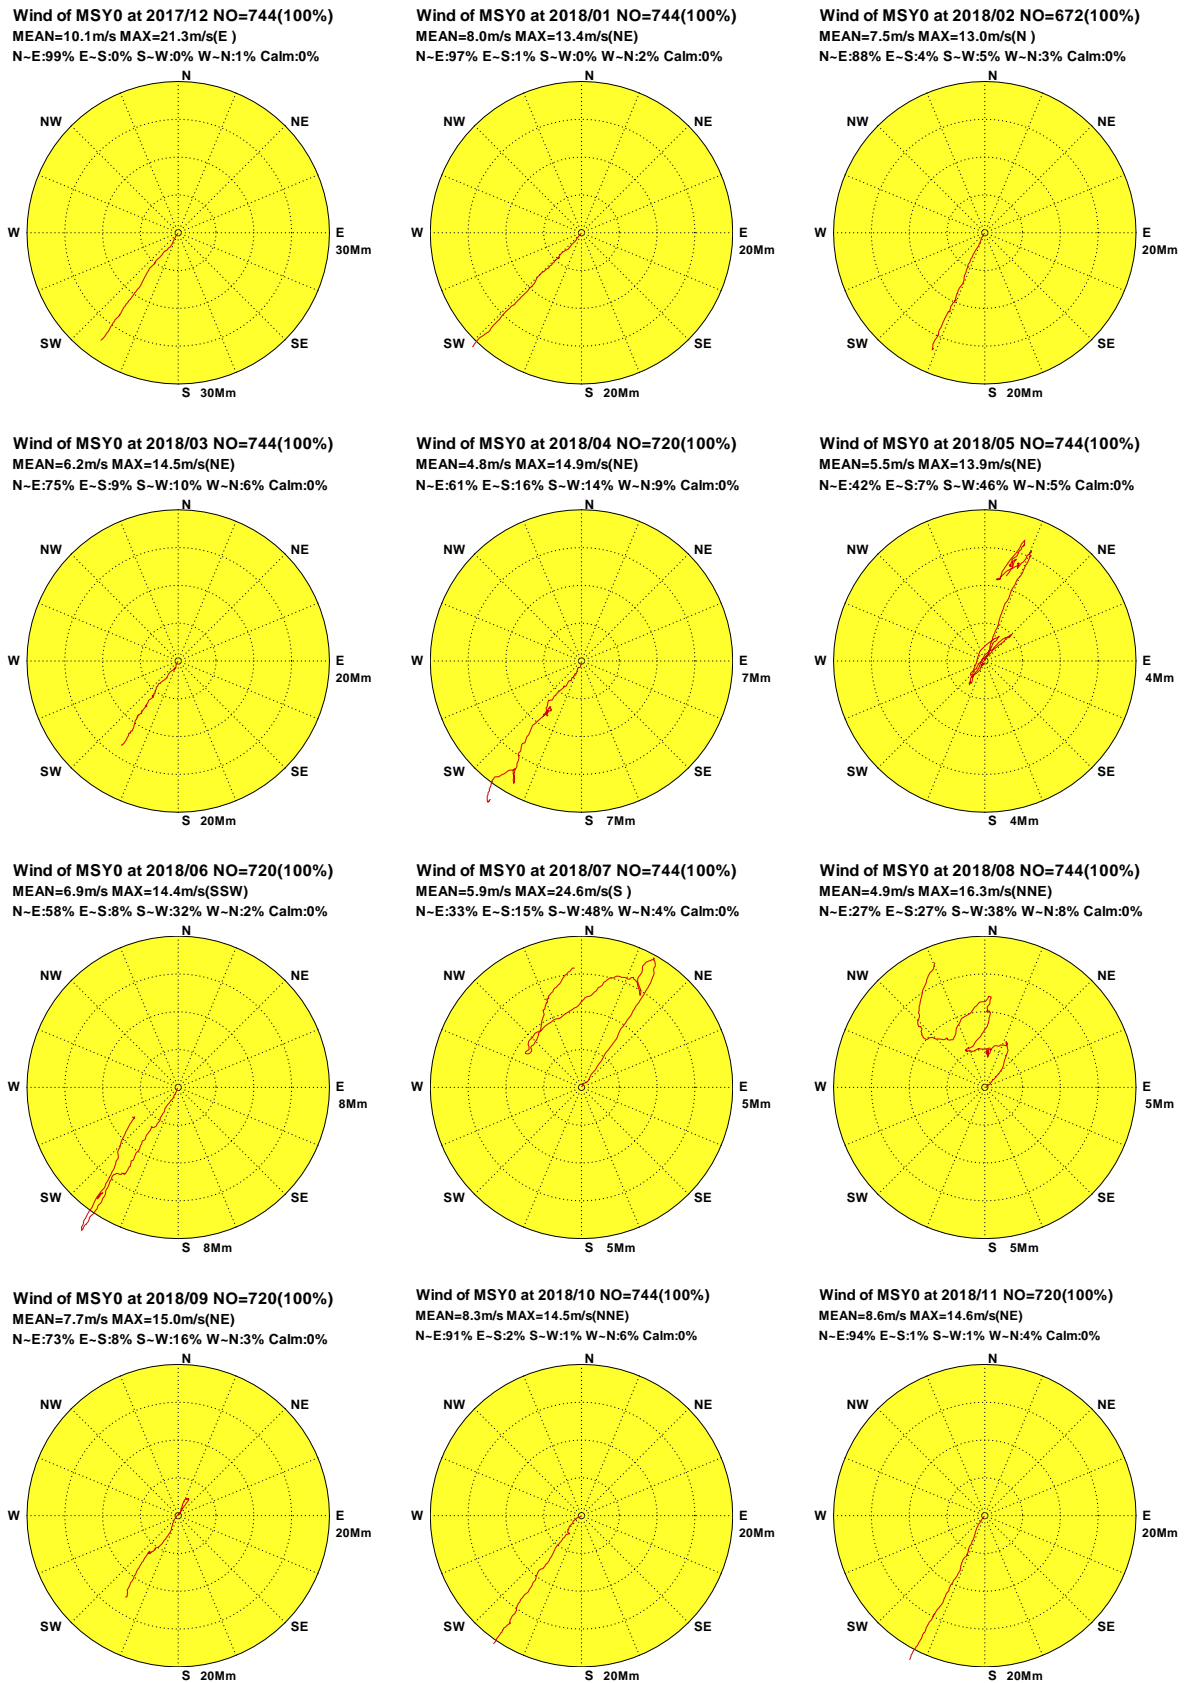 Wind of MSY0 at 2017/12 NO=744(100%)
MEAN=10.1m/s MAX=21.3m/s(E )
N~E:99% E~S:0% S~W:0% W~N:1% Calm:0%
N
NW
NE
W
E
30Mm
SW
SE
S 30Mm
Wind of MSY0 at 2018/01 NO=744(100%)
MEAN=8.0m/s MAX=13.4m/s(NE)
N~E:97% E~S:1% S~W:0% W~N:2% Calm:0%
N
NW
NE
W
E
20Mm
SW
SE
S 20Mm
Wind of MSY0 at 2018/02 NO=672(100%)
MEAN=7.5m/s MAX=13.0m/s(N )
N~E:88% E~S:4% S~W:5% W~N:3% Calm:0%
N
NW
NE
W
E
20Mm
SW
SE
S 20Mm
Wind of MSY0 at 2018/03 NO=744(100%)
MEAN=6.2m/s MAX=14.5m/s(NE)
N~E:75% E~S:9% S~W:10% W~N:6% Calm:0%
N
NW
NE
W
E
20Mm
SW
SE
S 20Mm
Wind of MSY0 at 2018/04 NO=720(100%)
MEAN=4.8m/s MAX=14.9m/s(NE)
N~E:61% E~S:16% S~W:14% W~N:9% Calm:0%
N
NW
NE
W
E
7Mm
SW
SE
S 7Mm
Wind of MSY0 at 2018/05 NO=744(100%)
MEAN=5.5m/s MAX=13.9m/s(NE)
N~E:42% E~S:7% S~W:46% W~N:5% Calm:0%
N
NW
NE
W
E
4Mm
SW
SE
S 4Mm
Wind of MSY0 at 2018/06 NO=720(100%)
MEAN=6.9m/s MAX=14.4m/s(SSW)
N~E:58% E~S:8% S~W:32% W~N:2% Calm:0%
N
NW
NE
W
E
8Mm
SW
SE
S 8Mm
Wind of MSY0 at 2018/07 NO=744(100%)
MEAN=5.9m/s MAX=24.6m/s(S )
N~E:33% E~S:15% S~W:48% W~N:4% Calm:0%
N
NW
NE
W
E
5Mm
SW
SE
S 5Mm
Wind of MSY0 at 2018/08 NO=744(100%)
MEAN=4.9m/s MAX=16.3m/s(NNE)
N~E:27% E~S:27% S~W:38% W~N:8% Calm:0%
N
NW
NE
W
E
5Mm
SW
SE
S 5Mm
Wind of MSY0 at 2018/09 NO=720(100%)
MEAN=7.7m/s MAX=15.0m/s(NE)
N~E:73% E~S:8% S~W:16% W~N:3% Calm:0%
N
NW
NE
W
E
20Mm
SW
SE
S 20Mm
Wind of MSY0 at 2018/10 NO=744(100%)
MEAN=8.3m/s MAX=14.5m/s(NNE)
N~E:91% E~S:2% S~W:1% W~N:6% Calm:0%
N
NW
NE
W
E
20Mm
SW
SE
S 20Mm
Wind of MSY0 at 2018/11 NO=720(100%)
MEAN=8.6m/s MAX=14.6m/s(NE)
N~E:94% E~S:1% S~W:1% W~N:4% Calm:0%
N
NW
NE
W
E
20Mm
SW
SE
S 20Mm